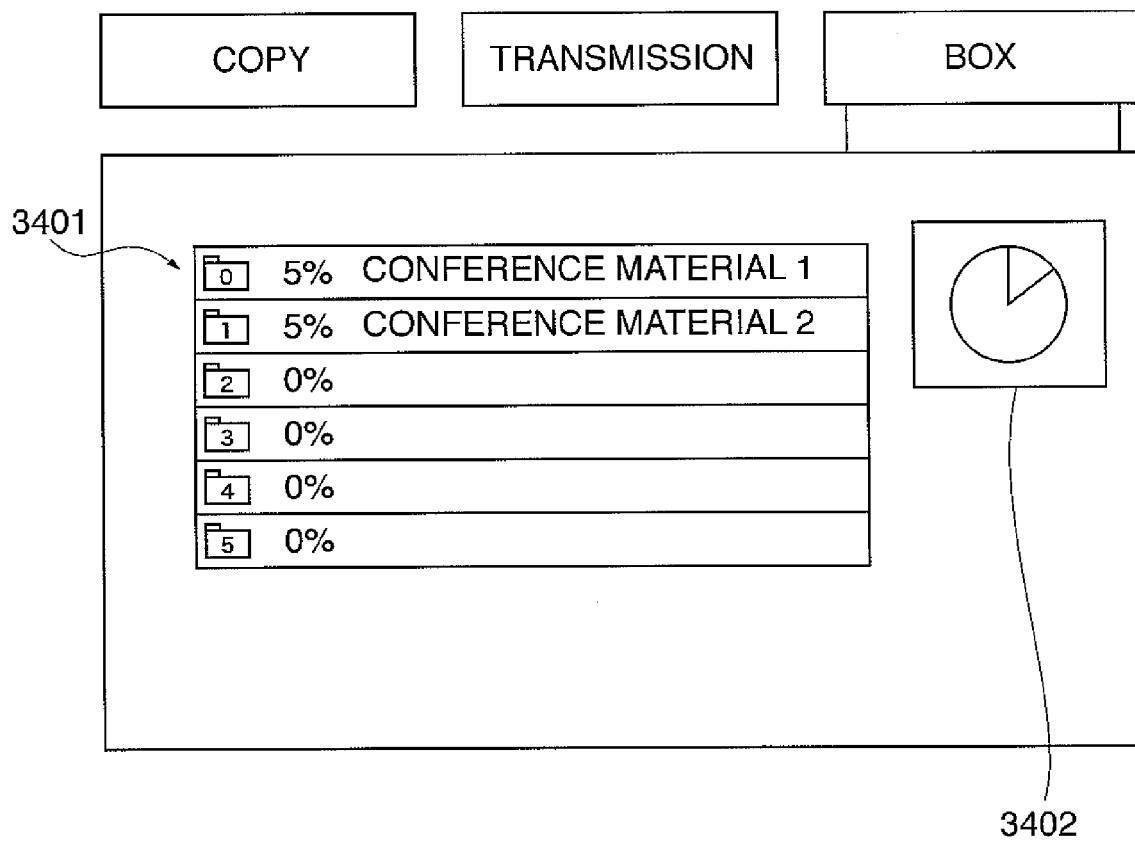 COPY TRANSMISSION BOX
3401
0 5% CONFERENCE MATERIAL 1
1 5% CONFERENCE MATERIAL 2
2 0%
3 0%
4 0%
5 0%
3402